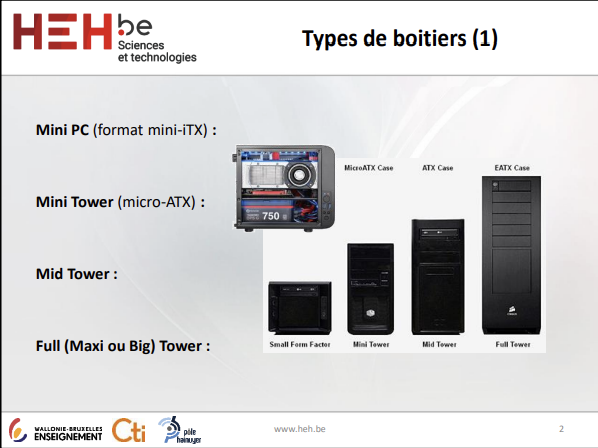 HEH.be
Sciences
et technologies
Types de boitiers (1)
Mini PC (format mini-iTX) :
Mini Tower (micro-ATX) :
Mid Tower :
Full (Maxi ou Big) Tower :
750
MicroATX Case
ATX Case
EATX Case
Small Form Factor
Mini Tower
Mid Tower
Full Tower
WALLONIE-BRUXELLES
ENSEIGNEMENT
Cti
pôle
hainuyer
www.heh.be
2